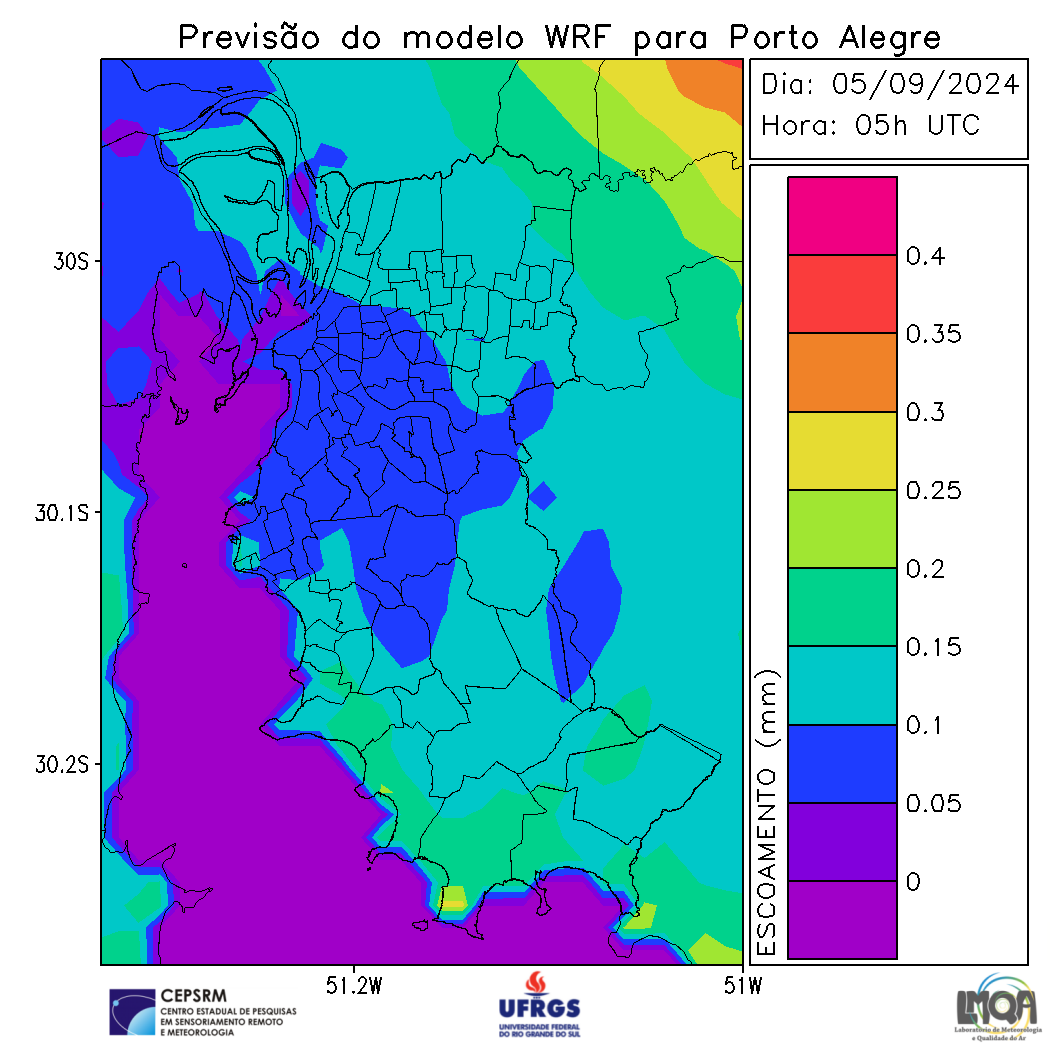 Previsão do modelo WRF para Porto Alegre
Dia: 05/09/2024
Hora: 05h UTC
30S
30.1S
30.2S
51.2W
51W
0.4
0.35
0.3
0.25
0.2
0.15
0.1
0.05
0
ESCOAMENTO (mm)
CEPSRM
CENTRO ESTADUAL DE PESQUISAS
EM SENSORIAMENTO REMOTO
E METEOROLOGIA
UFRGS
UNIVERSIDADE FEDERAL
DO RIO GRANDE DO SUL
LMQA
Laboratório de Meteorologia
e Qualidade do Ar